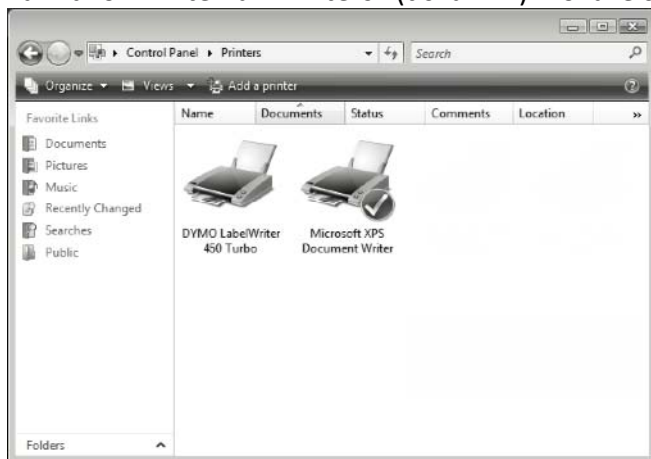 Control Panel ▸ Printers
Search
Organize Views Add a printer
Favorite Links
Documents
Pictures
Music
Recently Changed
Searches
Public
Folders
Name Documents Status Comments Location »
DYMO LabelWriter
450 Turbo
Microsoft XPS
Document Writer